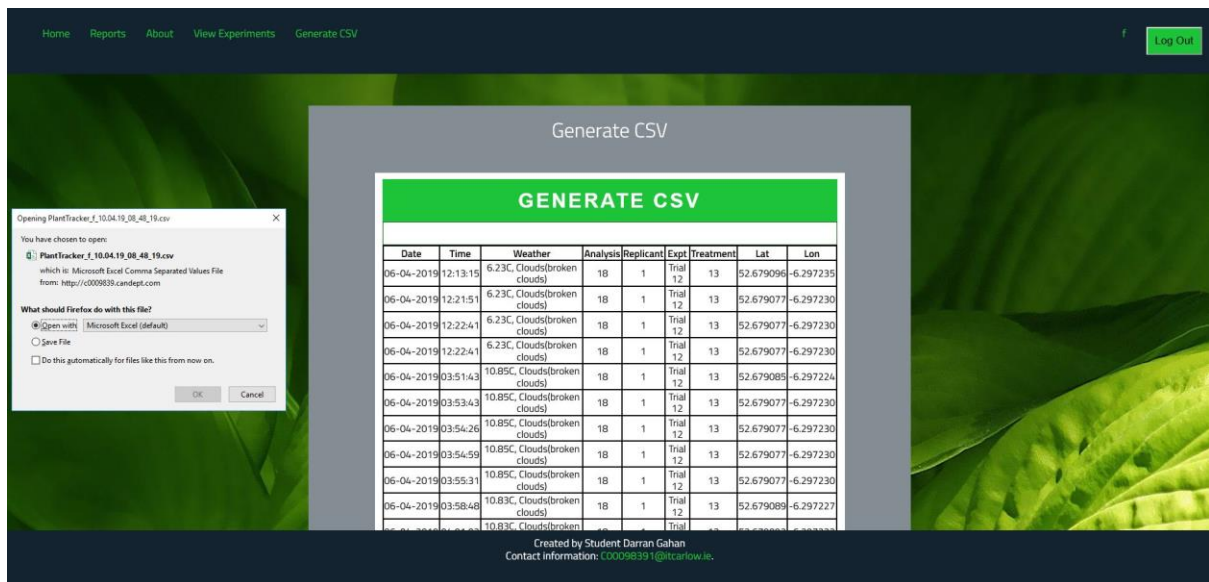 Home Reports About View Experiments Generate CSV f Log Out
Generate CSV
GENERATE CSV
Opening PlantTracker_f_10.04.19_08_48_19.csv
You have chosen to open:
PlantTracker_f_10.04.19_08_48_19.csv
which is: Microsoft Excel Comma Separated Values File
from: http://c0009839.candept.com
What should Firefox do with this file?
Open with Microsoft Excel (default)
Save File
Do this automatically for files like this from now on.
OK Cancel
Date Time Weather Analysis Replicant Expt Treatment Lat Lon
06-04-2019 12:13:15 6.23C, Clouds(broken clouds) 18 1 Trial 12 13 52.679096 -6.297235
06-04-2019 12:21:51 6.23C, Clouds(broken clouds) 18 1 Trial 12 13 52.679077 -6.297230
06-04-2019 12:22:41 6.23C, Clouds(broken clouds) 18 1 Trial 12 13 52.679077 -6.297230
06-04-2019 12:22:41 6.23C, Clouds(broken clouds) 18 1 Trial 12 13 52.679077 -6.297230
06-04-2019 03:51:43 10.85C, Clouds(broken clouds) 18 1 Trial 12 13 52.679085 -6.297224
06-04-2019 03:53:43 10.85C, Clouds(broken clouds) 18 1 Trial 12 13 52.679077 -6.297230
06-04-2019 03:54:26 10.85C, Clouds(broken clouds) 18 1 Trial 12 13 52.679077 -6.297230
06-04-2019 03:54:59 10.85C, Clouds(broken clouds) 18 1 Trial 12 13 52.679077 -6.297230
06-04-2019 03:55:31 10.85C, Clouds(broken clouds) 18 1 Trial 12 13 52.679077 -6.297230
06-04-2019 03:58:48 10.83C, Clouds(broken clouds) 18 1 Trial 12 13 52.679089 -6.297227
10.83C, Clouds(broken Trial
Created by Student Darran Gahan
Contact information: C00098391@itcarlow.ie.